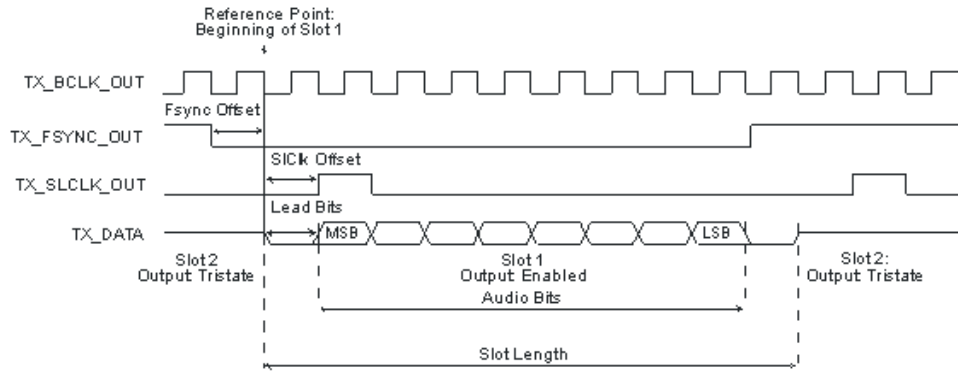 Reference Point:
Beginning of Slot 1
TX_BCLK_OUT
Fsync Offset
TX_FSYNC_OUT
SlClk Offset
TX_SLCLK_OUT
Lead Bits
TX_DATA
MSB
LSB
Slot 2
Output Tristate
Slot 1
Output Enabled
Slot 2:
Output Tristate
Audio Bits
Slot Length